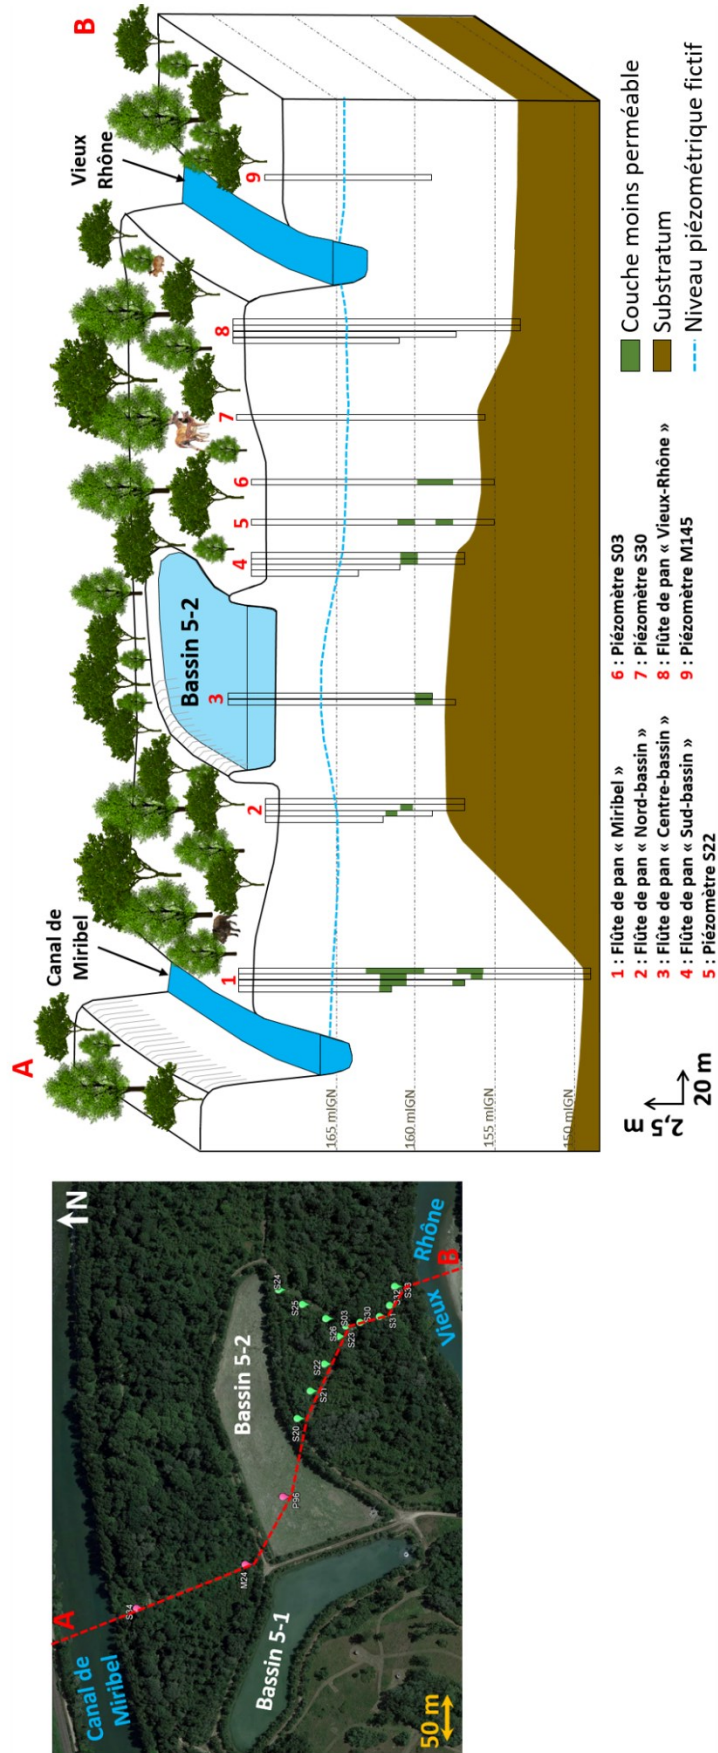 A
Canal de
Miribel
N
S34
M24
P96
Bassin 5-1
Bassin 5-2
S20
S21
S22
S23
S26
S25
S24
S03
S30
S31
S32
S33
Vieux
Rhône
B
50 m
A
Canal de
Miribel
Bassin 5-2
Vieux
Rhône
B
1
2
3
4
5
6
7
8
9
165 mIGN
160 mIGN
155 mIGN
150 mIGN
2,5 m
20 m
1 : Flûte de pan « Miribel »
2 : Flûte de pan « Nord-bassin »
3 : Flûte de pan « Centre-bassin »
4 : Flûte de pan « Sud-bassin »
5 : Piézomètre S22
6 : Piézomètre S03
7 : Piézomètre S30
8 : Flûte de pan « Vieux-Rhône »
9 : Piézomètre M145
Couche moins perméable
Substratum
Niveau piézométrique fictif